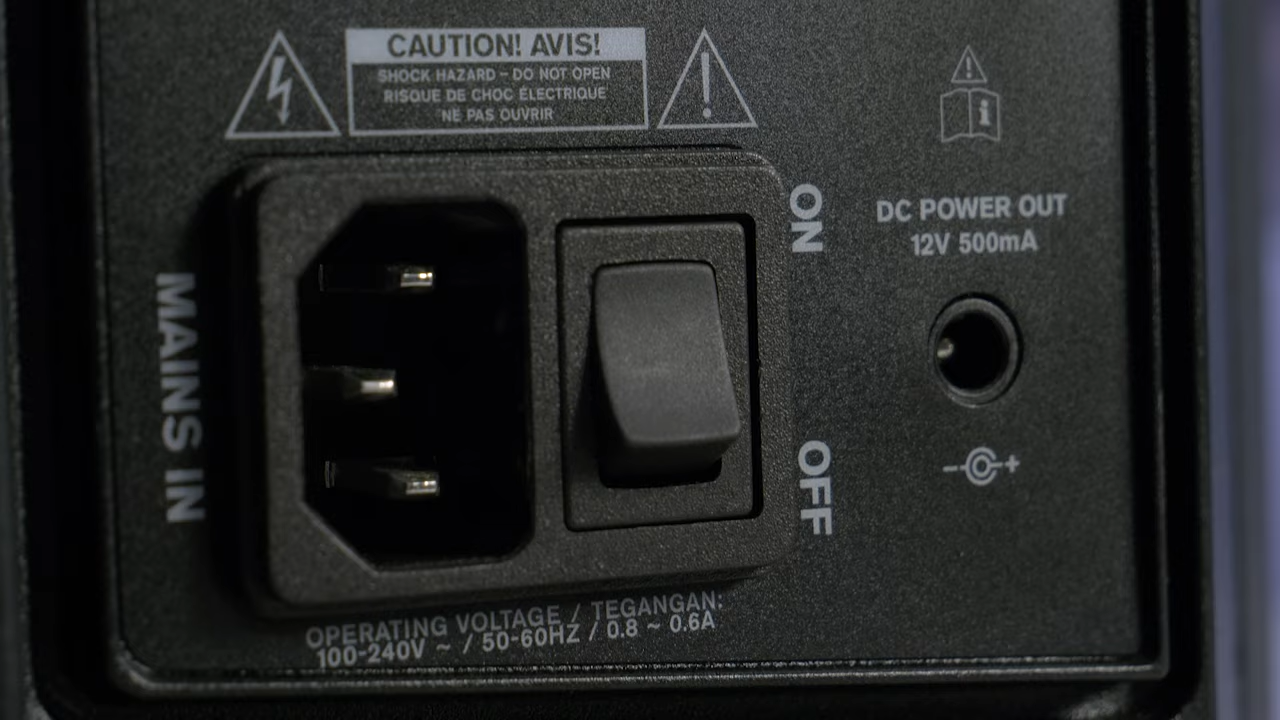 CAUTION! AVIS!
SHOCK HAZARD – DO NOT OPEN
RISQUE DE CHOC ÉLECTRIQUE
NE PAS OUVRIR
MAINS IN
ON
OFF
DC POWER OUT
12V 500mA
OPERATING VOLTAGE / TEGANGAN:
100-240V ~ / 50-60HZ / 0.8 ~ 0.6A